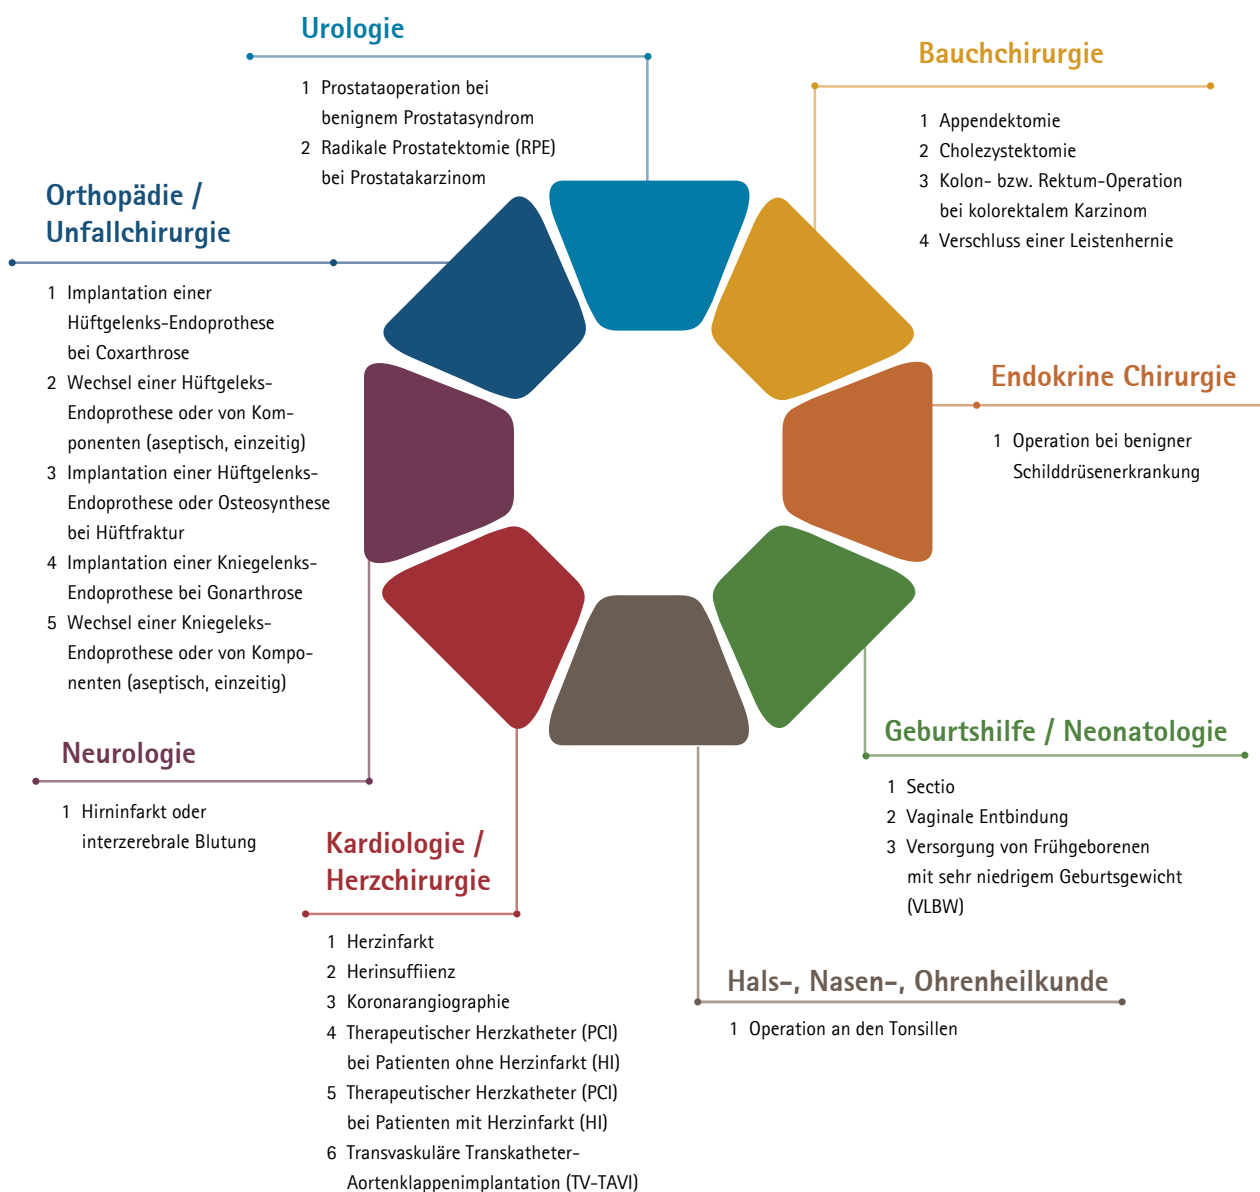 Urologie
1 Prostataoperation bei
benignem Prostatasyndrom
2 Radikale Prostatektomie (RPE)
bei Prostatakarzinom
Bauchchirurgie
1 Appendektomie
2 Cholezystektomie
3 Kolon- bzw. Rektum-Operation
bei kolorektalem Karzinom
4 Verschluss einer Leistenhernie
Orthopädie /
Unfallchirurgie
1 Implantation einer
Hüftgelenks-Endoprothese
bei Coxarthrose
2 Wechsel einer Hüftgeleks-
Endoprothese oder von Kom-
ponenten (aseptisch, einzeitig)
3 Implantation einer Hüftgelenks-
Endoprothese oder Osteosynthese
bei Hüftfraktur
4 Implantation einer Kniegelenks-
Endoprothese bei Gonarthrose
5 Wechsel einer Kniegeleks-
Endoprothese oder von Kompo-
nenten (aseptisch, einzeitig)
Endokrine Chirurgie
1 Operation bei benigner
Schilddrüsenerkrankung
Neurologie
1 Hirninfarkt oder
interzerebrale Blutung
Geburtshilfe / Neonatologie
1 Sectio
2 Vaginale Entbindung
3 Versorgung von Frühgeborenen
mit sehr niedrigem Geburtsgewicht
(VLBW)
Kardiologie /
Herzchirurgie
1 Herzinfarkt
2 Herinsuffiienz
3 Koronarangiographie
4 Therapeutischer Herzkatheter (PCI)
bei Patienten ohne Herzinfarkt (HI)
5 Therapeutischer Herzkatheter (PCI)
bei Patienten mit Herzinfarkt (HI)
6 Transvaskuläre Transkatheter-
Aortenklappenimplantation (TV-TAVI)
Hals-, Nasen-, Ohrenheilkunde
1 Operation an den Tonsillen